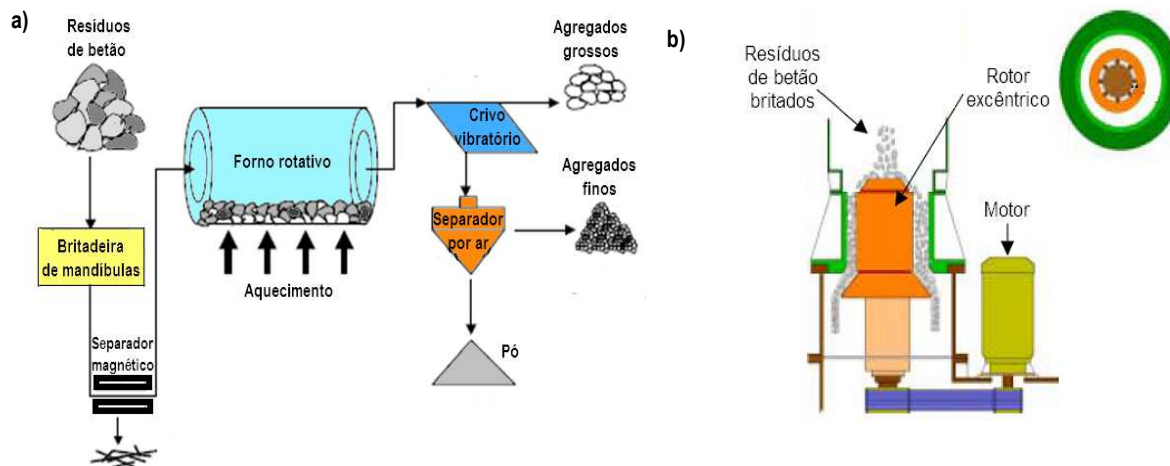 a)
Resíduos
de betão
Britadeira
de mandíbulas
Separador
magnético
Forno rotativo
Aquecimento
Crivo
vibratório
Agregados
grossos
Separador
por ar
Agregados
finos
Pó
b)
Resíduos
de betão
britados
Rotor
excêntrico
Motor